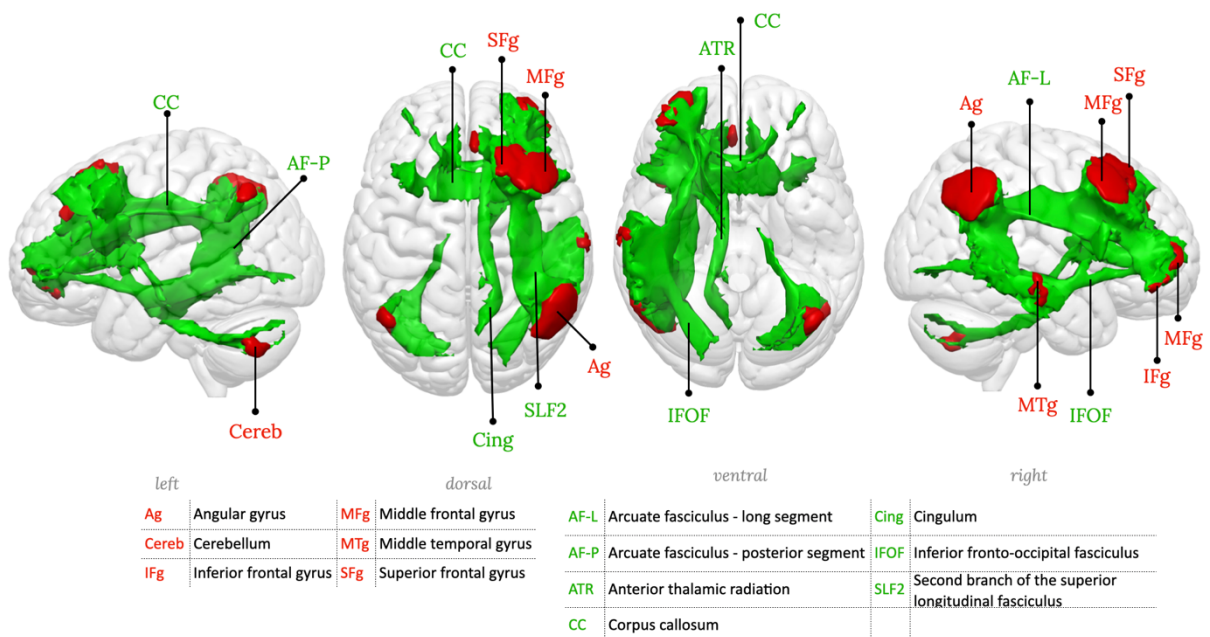 CC
AF-P
Cereb
CC
SFg
MFg
Ag
SLF2
Cing
ATR
CC
IFOF
Ag
AF-L
MFg
SFg
MFg
IFg
MTg
IFOF
left
dorsal
ventral
right
Ag Angular gyrus MFg Middle frontal gyrus
Cereb Cerebellum MTg Middle temporal gyrus
IFg Inferior frontal gyrus SFg Superior frontal gyrus
AF-L Arcuate fasciculus - long segment Cing Cingulum
AF-P Arcuate fasciculus - posterior segment IFOF Inferior fronto-occipital fasciculus
ATR Anterior thalamic radiation SLF2 Second branch of the superior
longitudinal fasciculus
CC Corpus callosum